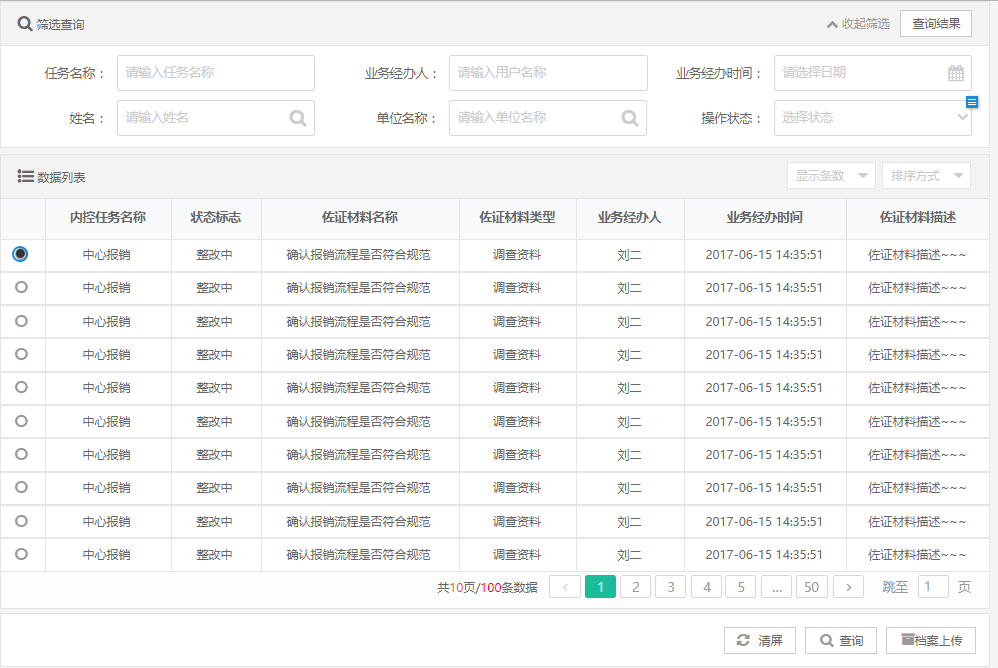 筛选查询 收起筛选 查询结果
任务名称： 请输入任务名称 业务经办人： 请输入用户名称 业务经办时间： 请选择日期
姓名： 请输入姓名 单位名称： 请输入单位名称 操作状态： 选择状态
数据列表 显示条数 排序方式
内控任务名称 状态标志 佐证材料名称 佐证材料类型 业务经办人 业务经办时间 佐证材料描述
中心报销 整改中 确认报销流程是否符合规范 调查资料 刘二 2017-06-15 14:35:51 佐证材料描述~~~
中心报销 整改中 确认报销流程是否符合规范 调查资料 刘二 2017-06-15 14:35:51 佐证材料描述~~~
中心报销 整改中 确认报销流程是否符合规范 调查资料 刘二 2017-06-15 14:35:51 佐证材料描述~~~
中心报销 整改中 确认报销流程是否符合规范 调查资料 刘二 2017-06-15 14:35:51 佐证材料描述~~~
中心报销 整改中 确认报销流程是否符合规范 调查资料 刘二 2017-06-15 14:35:51 佐证材料描述~~~
中心报销 整改中 确认报销流程是否符合规范 调查资料 刘二 2017-06-15 14:35:51 佐证材料描述~~~
中心报销 整改中 确认报销流程是否符合规范 调查资料 刘二 2017-06-15 14:35:51 佐证材料描述~~~
中心报销 整改中 确认报销流程是否符合规范 调查资料 刘二 2017-06-15 14:35:51 佐证材料描述~~~
中心报销 整改中 确认报销流程是否符合规范 调查资料 刘二 2017-06-15 14:35:51 佐证材料描述~~~
中心报销 整改中 确认报销流程是否符合规范 调查资料 刘二 2017-06-15 14:35:51 佐证材料描述~~~
共10页/100条数据 < 1 2 3 4 5 ... 50 > 跳至 1 页
清屏 查询 档案上传